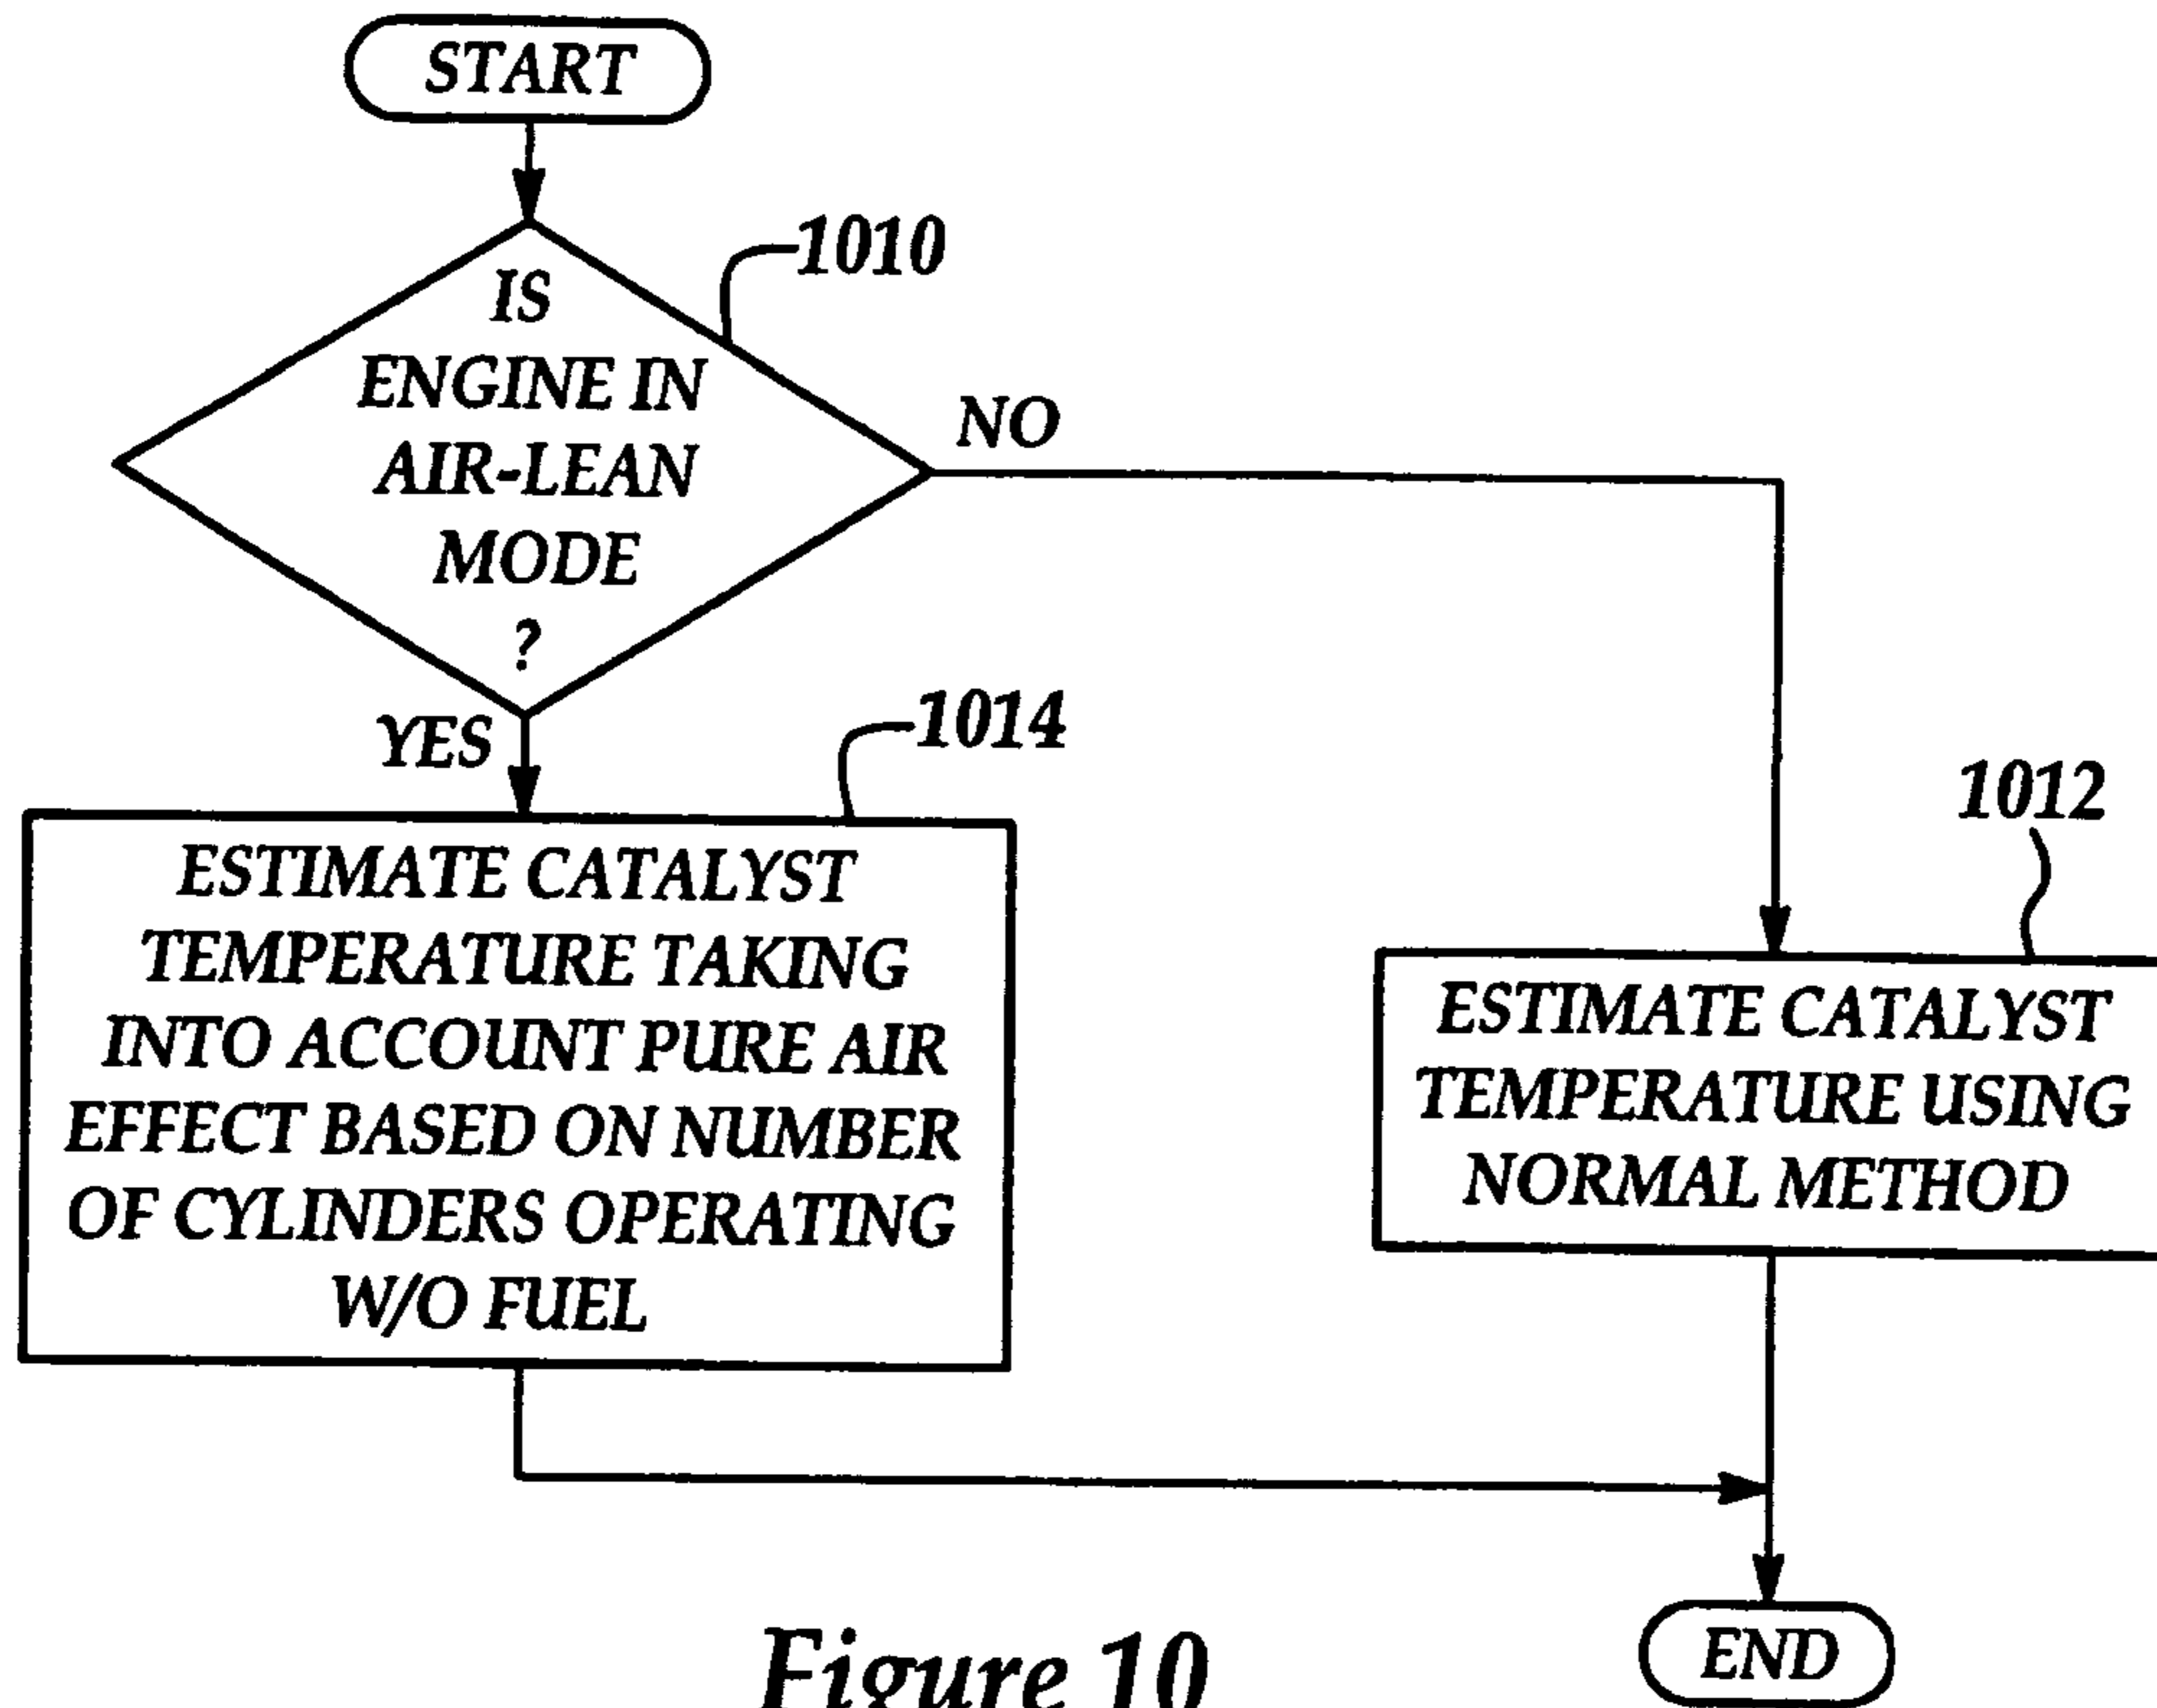 START
1010
IS
ENGINE IN
AIR-LEAN
MODE
?
NO
YES
1014
ESTIMATE CATALYST
TEMPERATURE TAKING
INTO ACCOUNT PURE AIR
EFFECT BASED ON NUMBER
OF CYLINDERS OPERATING
W/O FUEL
1012
ESTIMATE CATALYST
TEMPERATURE USING
NORMAL METHOD
END
Figure 10